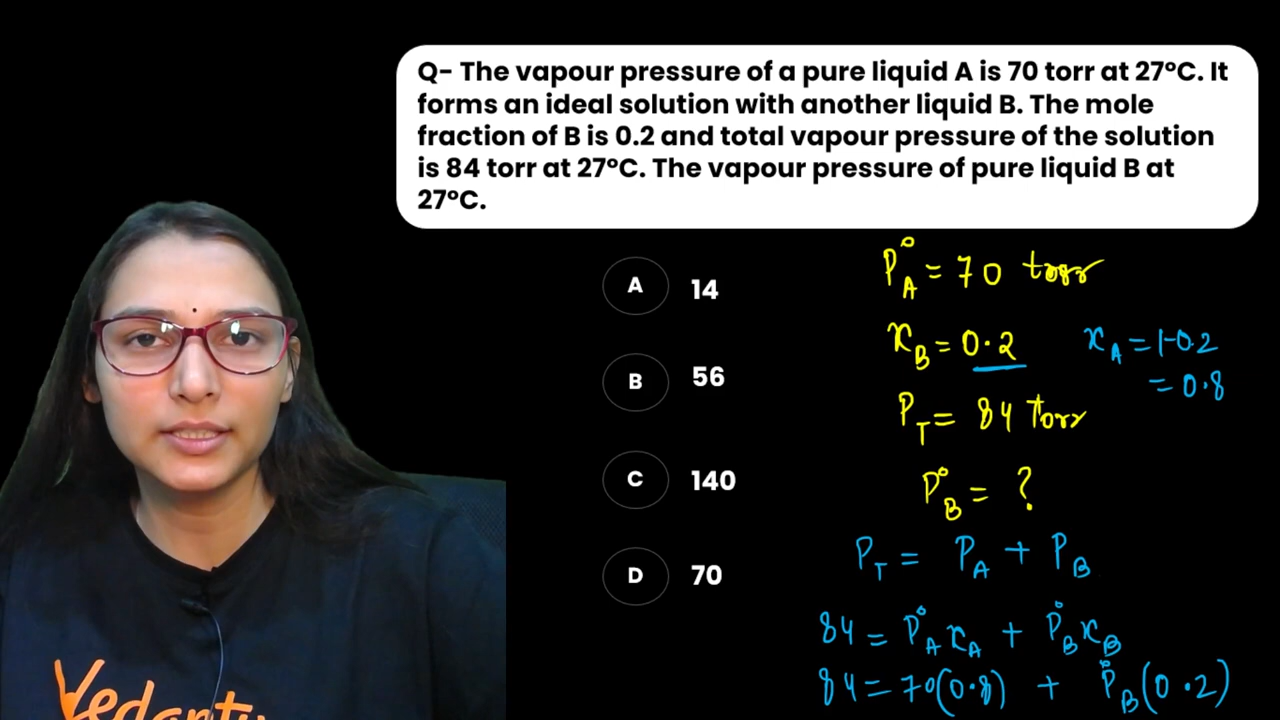 Q- The vapour pressure of a pure liquid A is 70 torr at 27°C. It
forms an ideal solution with another liquid B. The mole
fraction of B is 0.2 and total vapour pressure of the solution
is 84 torr at 27°C. The vapour pressure of pure liquid B at
27°C.
A 14
B 56
C 140
D 70
P°A = 70 torr
xB = 0.2
xA = 1-0.2
= 0.8
PT = 84 Torr
P°B = ?
PT = PA + PB
84 = P°A xA + P°B xB
84 = 70(0.8) + P°B(0.2)
Vedantu